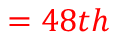 = 48th